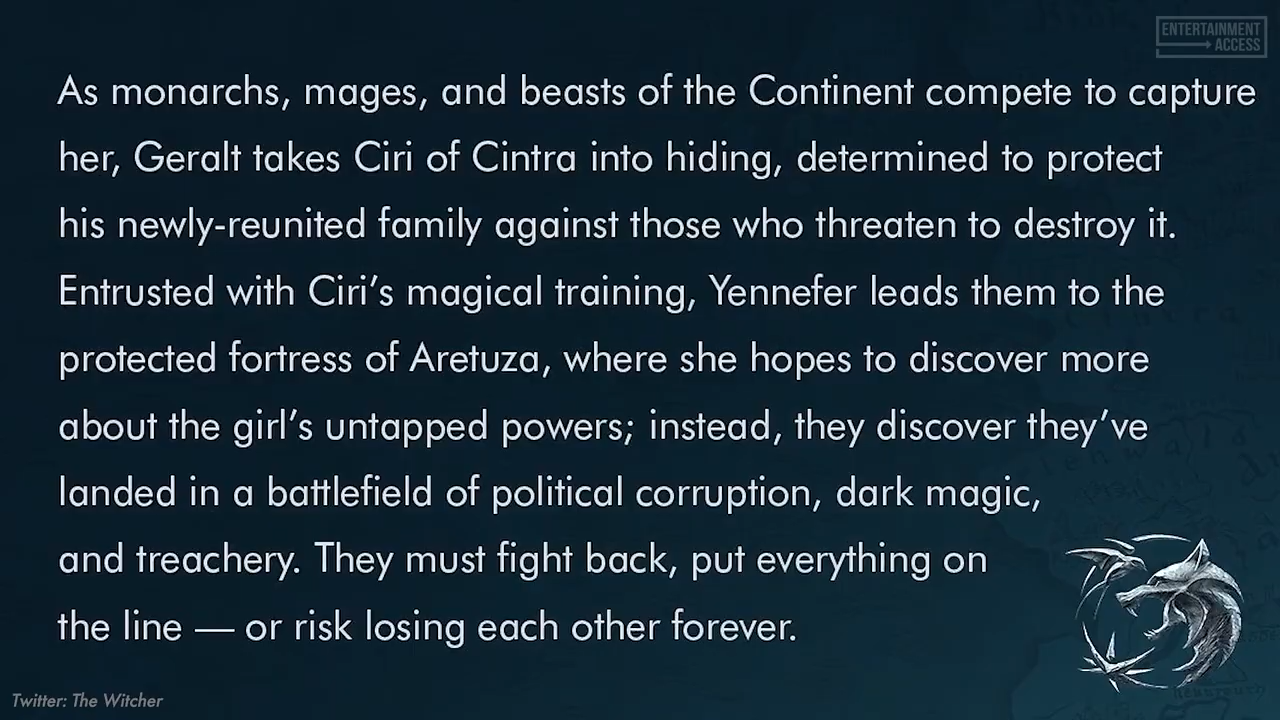 ENTERTAINMENT
ACCESS
As monarchs, mages, and beasts of the Continent compete to capture
her, Geralt takes Ciri of Cintra into hiding, determined to protect
his newly-reunited family against those who threaten to destroy it.
Entrusted with Ciri’s magical training, Yennefer leads them to the
protected fortress of Aretuza, where she hopes to discover more
about the girl’s untapped powers; instead, they discover they’ve
landed in a battlefield of political corruption, dark magic,
and treachery. They must fight back, put everything on
the line — or risk losing each other forever.
Twitter: The Witcher